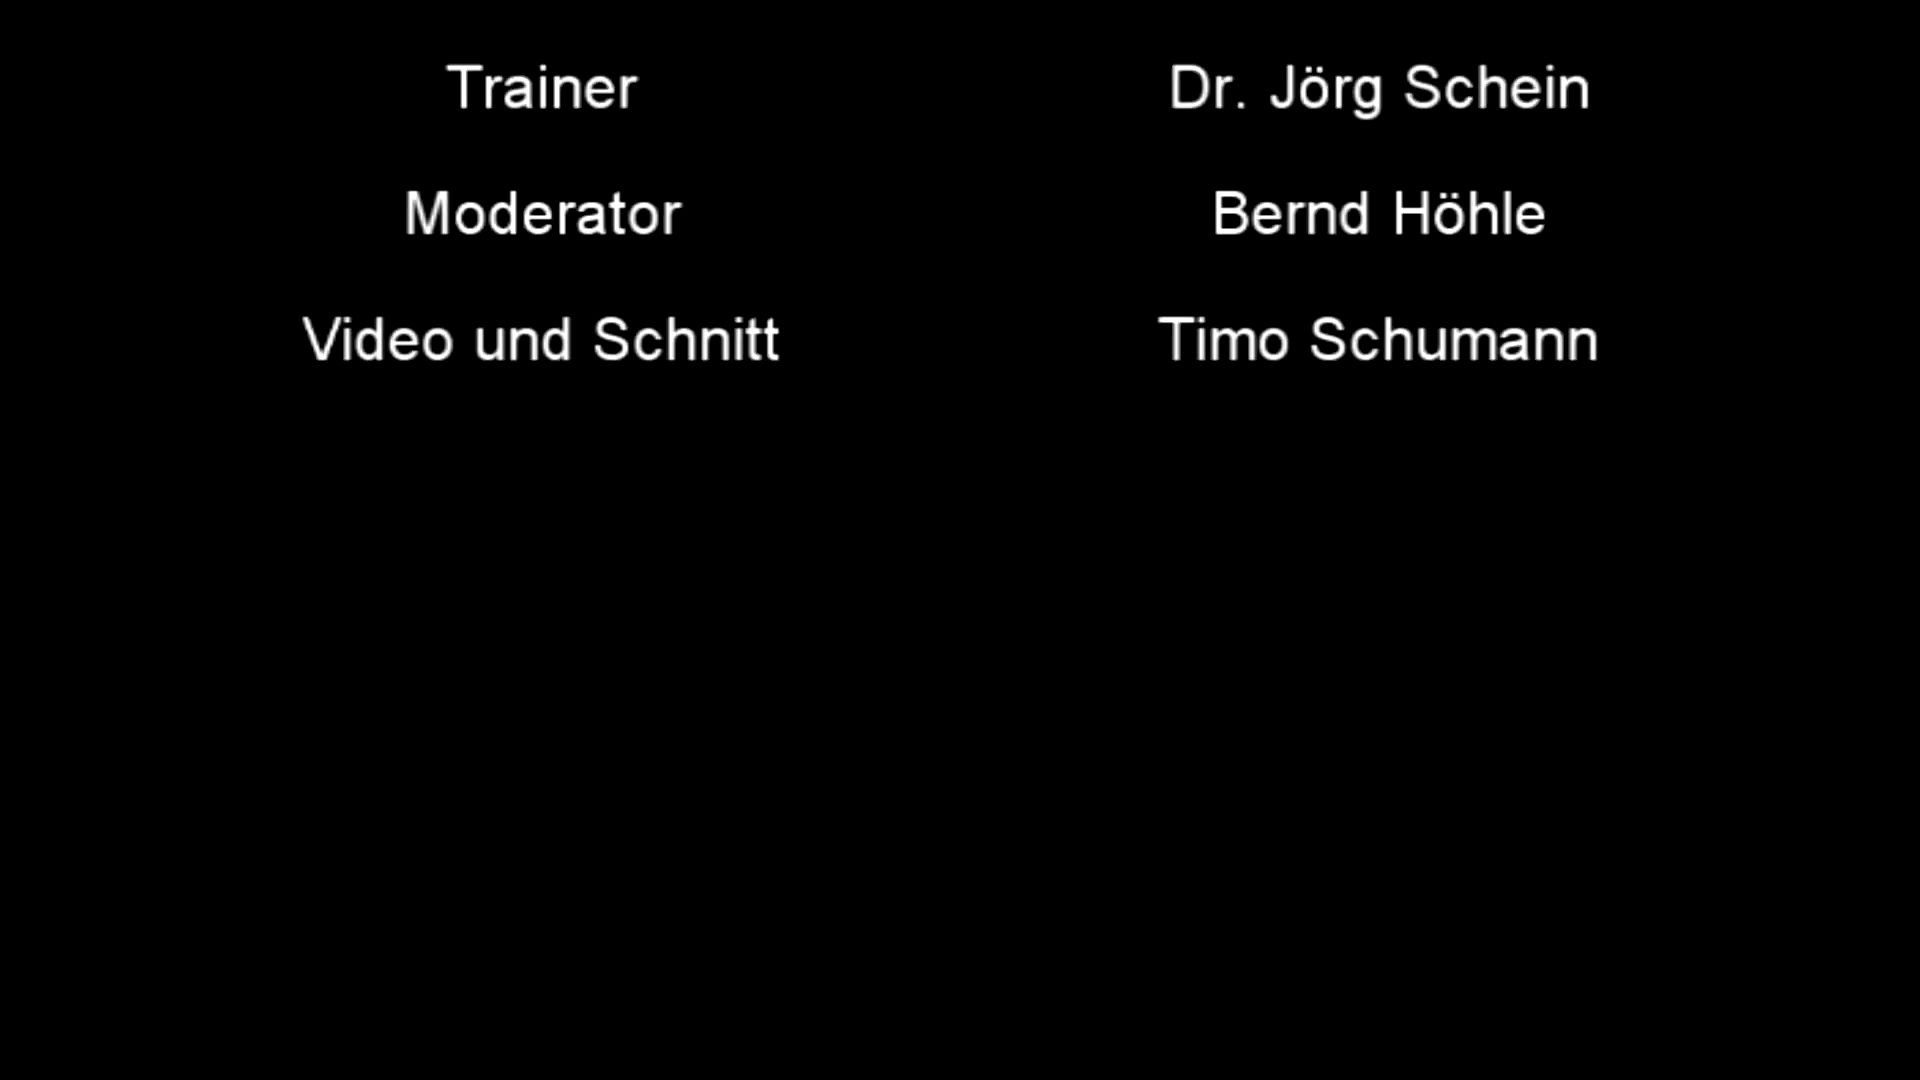 Trainer Dr. Jörg Schein
Moderator Bernd Höhle
Video und Schnitt Timo Schumann